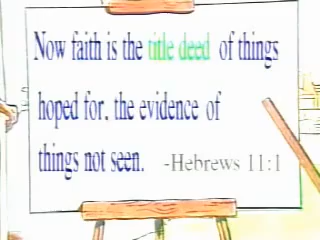 Now faith is the title deed of things
hoped for, the evidence of
things not seen. -Hebrews 11:1